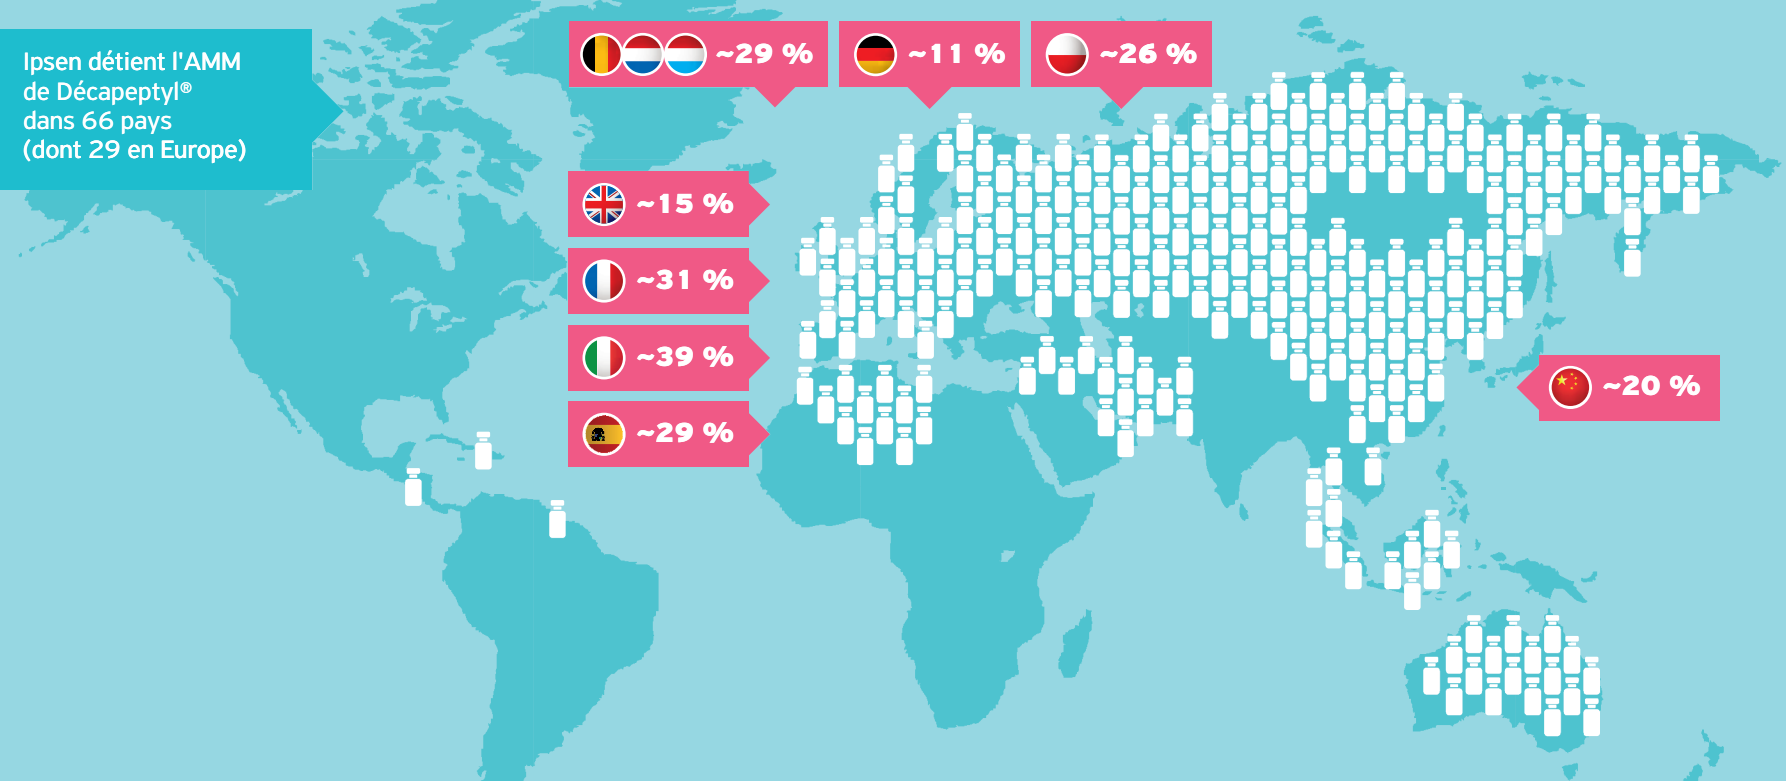 Ipsen détient l'AMM
de Décapeptyl®
dans 66 pays
(dont 29 en Europe)
~29 %
~11 %
~26 %
~15 %
~31 %
~39 %
~29 %
~20 %